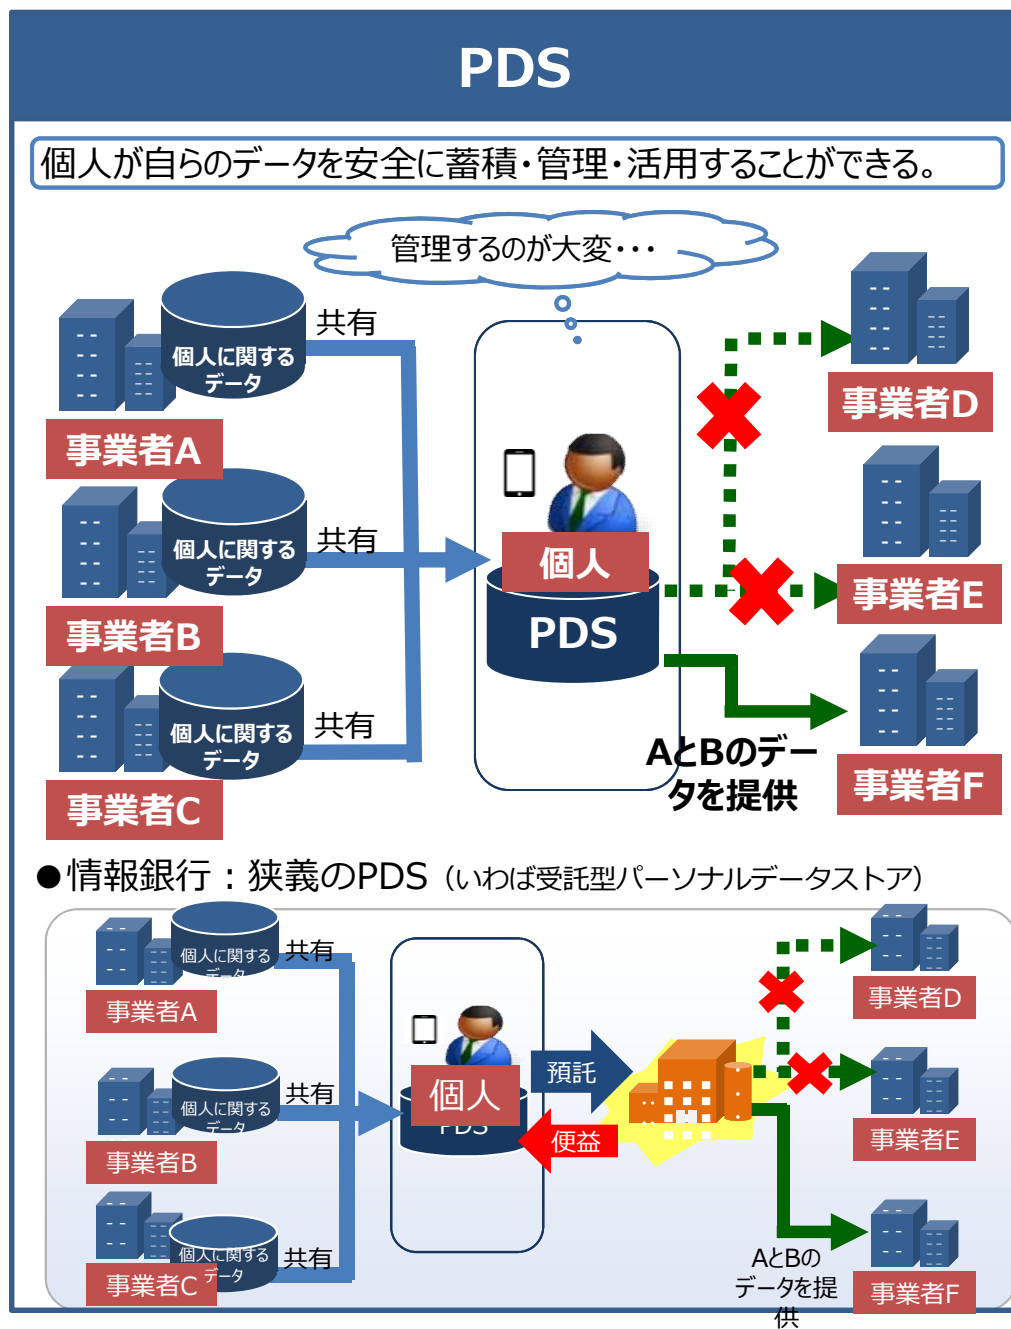 PDS
個人が自らのデータを安全に蓄積・管理・活用することができる。
管理するのが大変・・・
個人に関する
データ
共有
事業者A
個人に関する
データ
共有
事業者B
個人に関する
データ
共有
事業者C
個人
PDS
事業者D
事業者E
AとBのデー
タを提供
事業者F
●情報銀行：狭義のPDS（いわば受託型パーソナルデータストア）
個人に関する
データ
共有
事業者A
個人に関する
データ
共有
事業者B
個人に関する
データ
共有
事業者C
個人
PDS
預託
便益
事業者D
事業者E
AとBの
データを提
供
事業者F